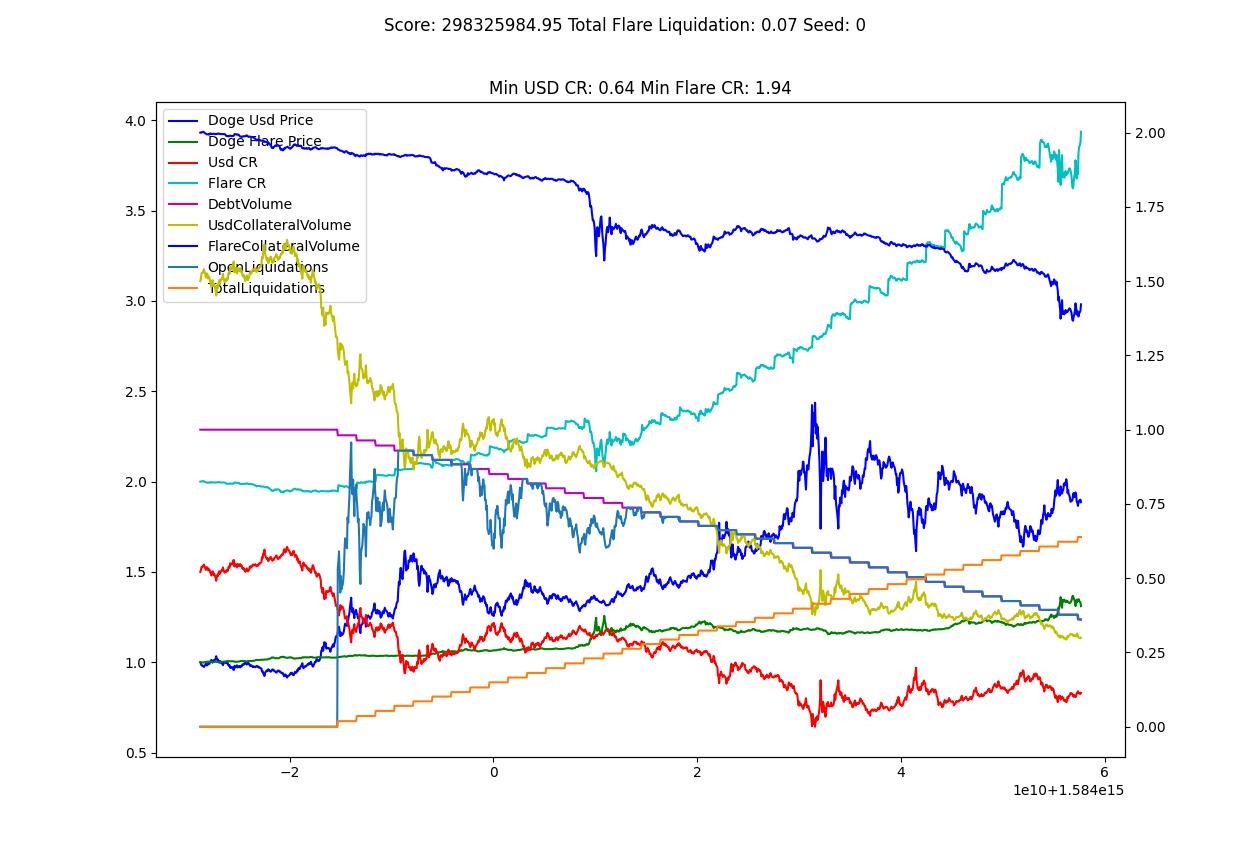 Score: 298325984.95 Total Flare Liquidation: 0.07 Seed: 0
Min USD CR: 0.64 Min Flare CR: 1.94
Doge Usd Price
Doge Flare Price
Usd CR
Flare CR
DebtVolume
UsdCollateralVolume
FlareCollateralVolume
OpenLiquidations
TotalLiquidations
4.0
3.5
3.0
2.5
2.0
1.5
1.0
0.5
2.00
1.75
1.50
1.25
1.00
0.75
0.50
0.25
0.00
−2
0
2
4
6
1e10+1.584e15